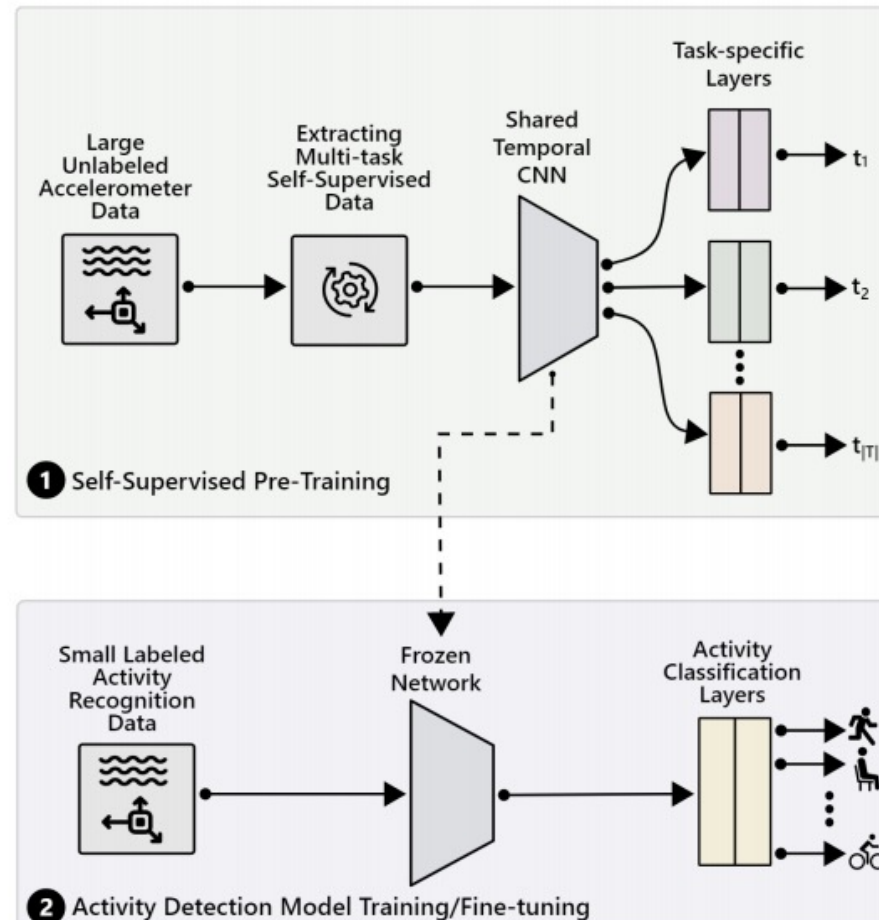 Task-specific
Layers
Large
Unlabeled
Accelerometer
Data
Extracting
Multi-task
Self-Supervised
Data
Shared
Temporal
CNN
t₁
t₂
t|T|
1 Self-Supervised Pre-Training
Small Labeled
Activity
Recognition
Data
Frozen
Network
Activity
Classification
Layers
2 Activity Detection Model Training/Fine-tuning